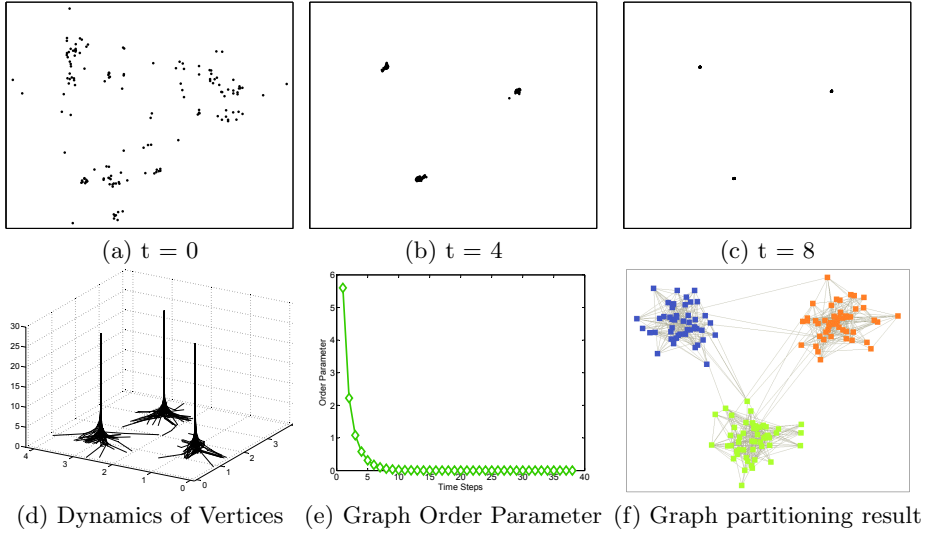 (a) t = 0
(b) t = 4
(c) t = 8
30
25
20
15
10
5
0
4
3
2
1
0
0
1
2
3
6
5
4
3
2
1
0
Order Parameter
0 5 10 15 20 25 30 35 40
Time Steps
(d) Dynamics of Vertices
(e) Graph Order Parameter
(f) Graph partitioning result